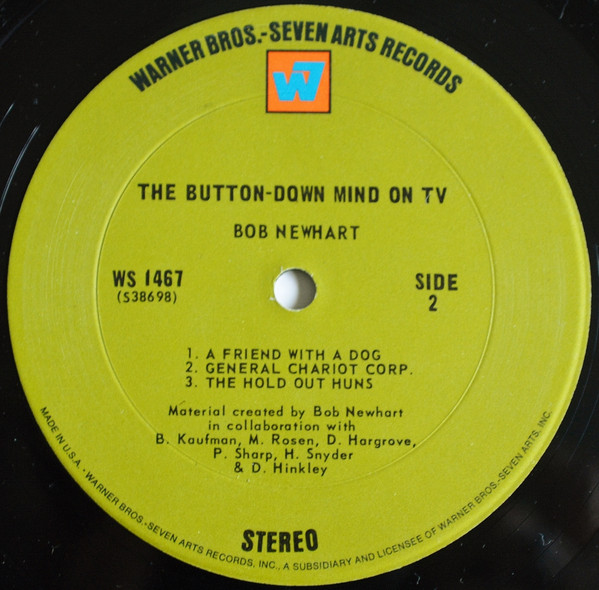 WARNER BROS.-SEVEN ARTS RECORDS
W7
THE BUTTON-DOWN MIND ON TV
BOB NEWHART
WS 1467
(S38698)
SIDE
2
1. A FRIEND WITH A DOG
2. GENERAL CHARIOT CORP.
3. THE HOLD OUT HUNS
Material created by Bob Newhart
in collaboration with
B. Kaufman, M. Rosen, D. Hargrove,
P. Sharp, H. Snyder
& D. Hinkley
STEREO
MADE IN U.S.A. • WARNER BROS.-SEVEN ARTS RECORDS, INC., A SUBSIDIARY AND LICENSEE OF WARNER BROS.-SEVEN ARTS, INC.